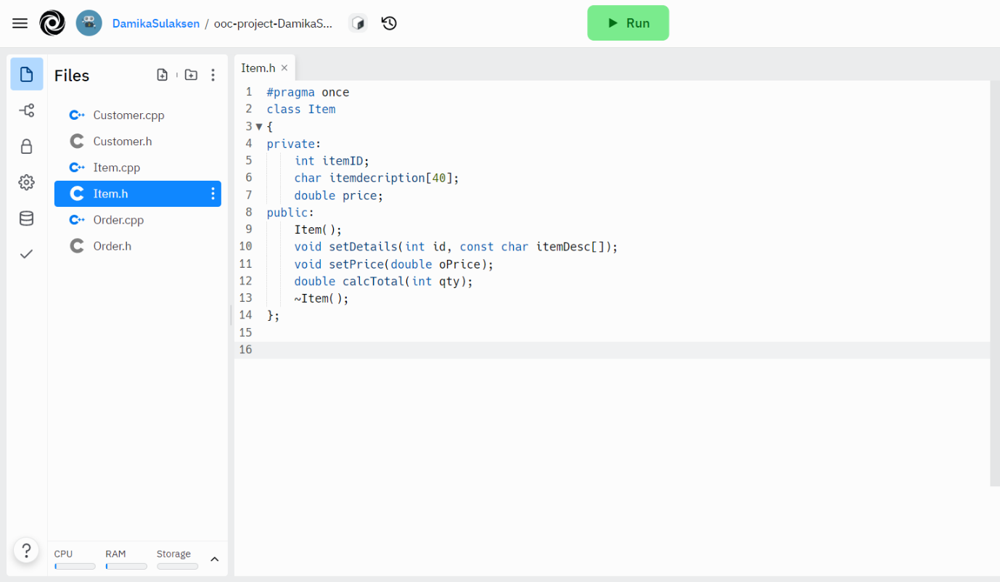 DamikaSulaksen / ooc-project-DamikaS...
Run
Files
Customer.cpp
Customer.h
Item.cpp
Item.h
Order.cpp
Order.h
CPU RAM Storage
?
Item.h ×
1 #pragma once
2 class Item
3 {
4 private:
5 int itemID;
6 char itemdecription[40];
7 double price;
8 public:
9 Item();
10 void setDetails(int id, const char itemDesc[]);
11 void setPrice(double oPrice);
12 double calcTotal(int qty);
13 ~Item();
14 };
15
16